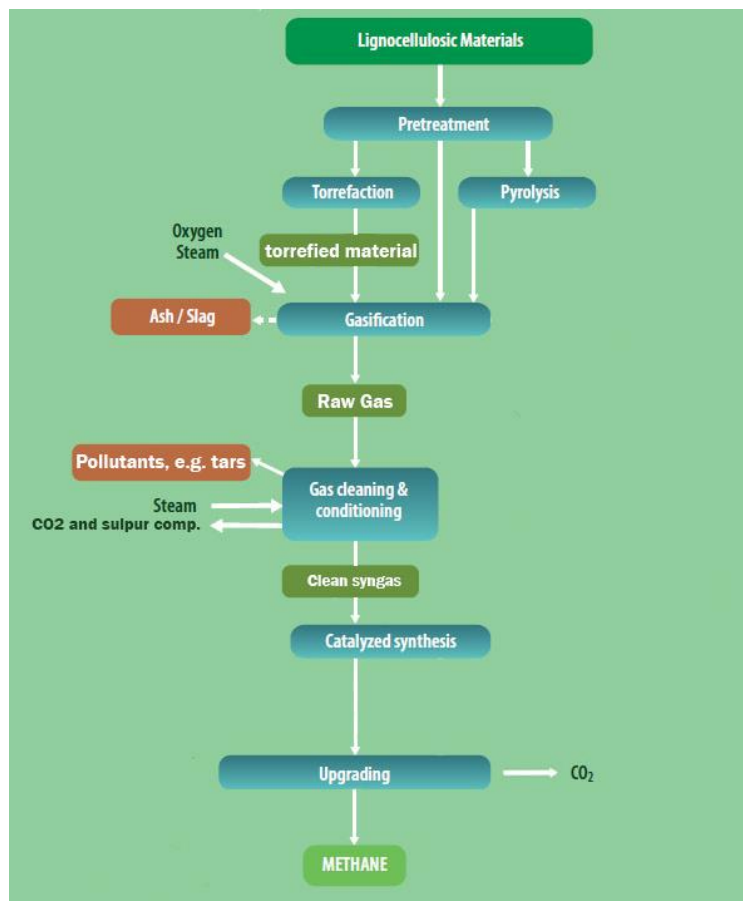 Lignocellulosic Materials
Pretreatment
Torrefaction
Pyrolysis
Oxygen
Steam
torrefied material
Ash / Slag
Gasification
Raw Gas
Pollutants, e.g. tars
Gas cleaning &
conditioning
Steam
CO2 and sulpur comp.
Clean syngas
Catalyzed synthesis
Upgrading
CO₂
METHANE